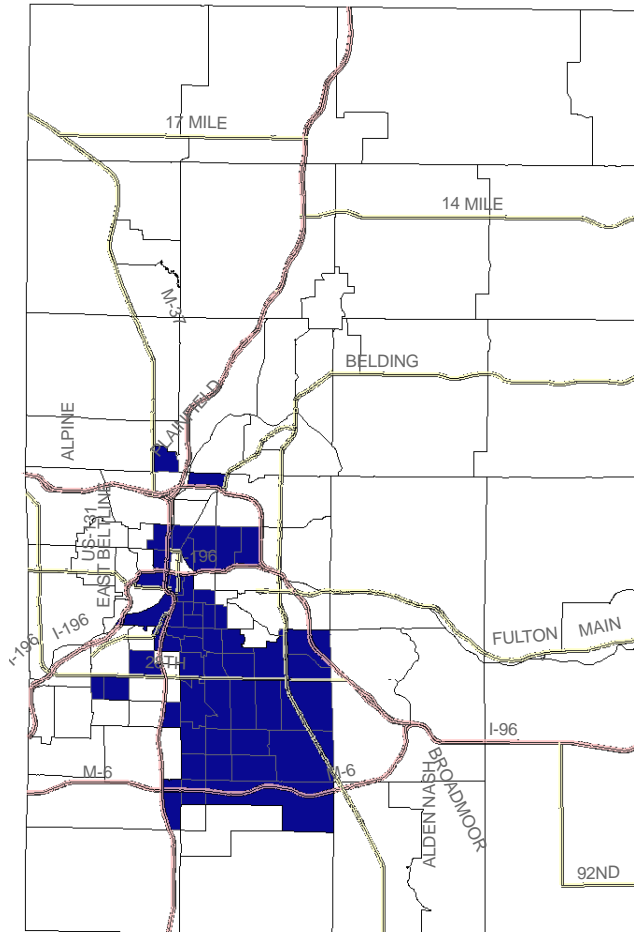 17 MILE
14 MILE
M-37
BELDING
PLAINFIELD
ALPINE
US-131
EAST BELTLINE
I-196
I-196
I-196
FULTON
MAIN
28TH
I-96
M-6
M-6
BROADMOOR
ALDEN NASH
92ND